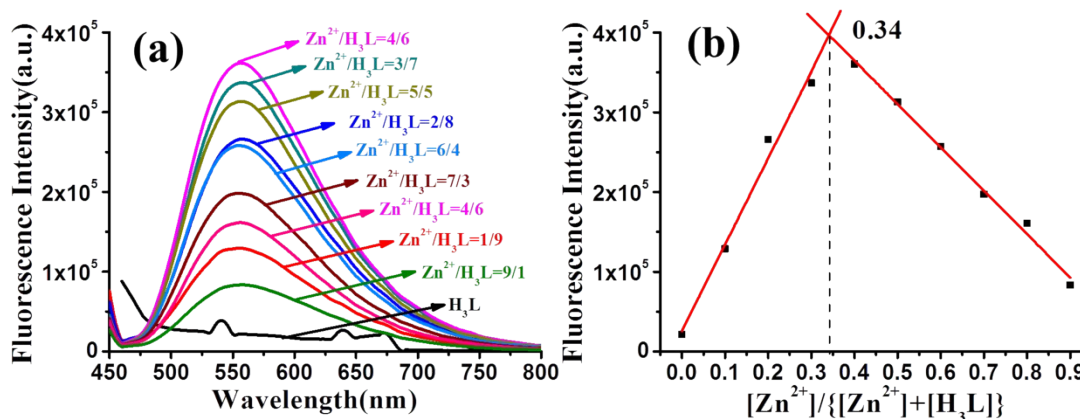 Fluorescence Intensity(a.u.)
4x10⁵
3x10⁵
2x10⁵
1x10⁵
0
450 500 550 600 650 700 750 800
Wavelength(nm)
(a)
Zn²⁺/H₃L=4/6
Zn²⁺/H₃L=3/7
Zn²⁺/H₃L=5/5
Zn²⁺/H₃L=2/8
Zn²⁺/H₃L=6/4
Zn²⁺/H₃L=7/3
Zn²⁺/H₃L=4/6
Zn²⁺/H₃L=1/9
Zn²⁺/H₃L=9/1
H₃L
Fluorescence Intensity(a.u.)
4x10⁵
3x10⁵
2x10⁵
1x10⁵
0
0.0 0.1 0.2 0.3 0.4 0.5 0.6 0.7 0.8 0.9
[Zn²⁺]/{[Zn²⁺]+[H₃L]}
0.34
(b)